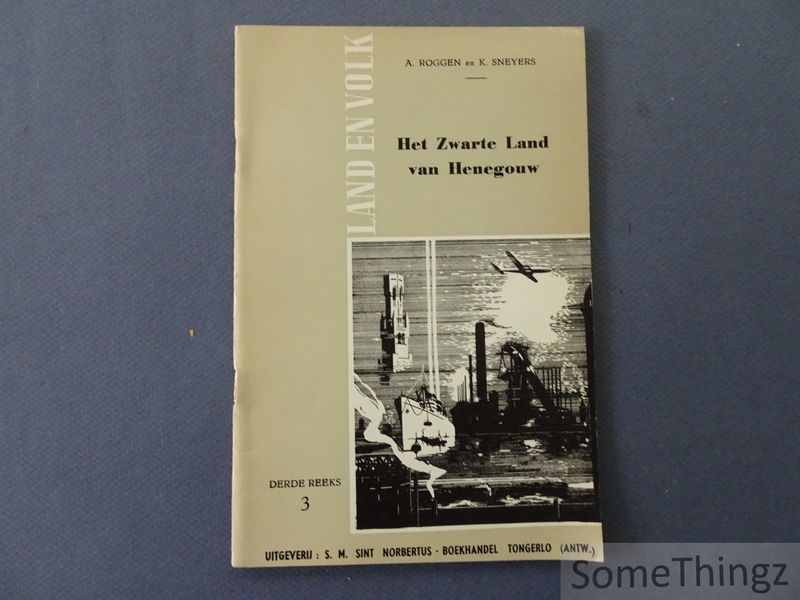 LAND EN VOLK
A. ROGGEN en K. SNEYERS
Het Zwarte Land
van Henegouw
DERDE REEKS
3
UITGEVERIJ : S. M. SINT NORBERTUS - BOEKHANDEL TONGERLO (ANTW.)
SomeThingz